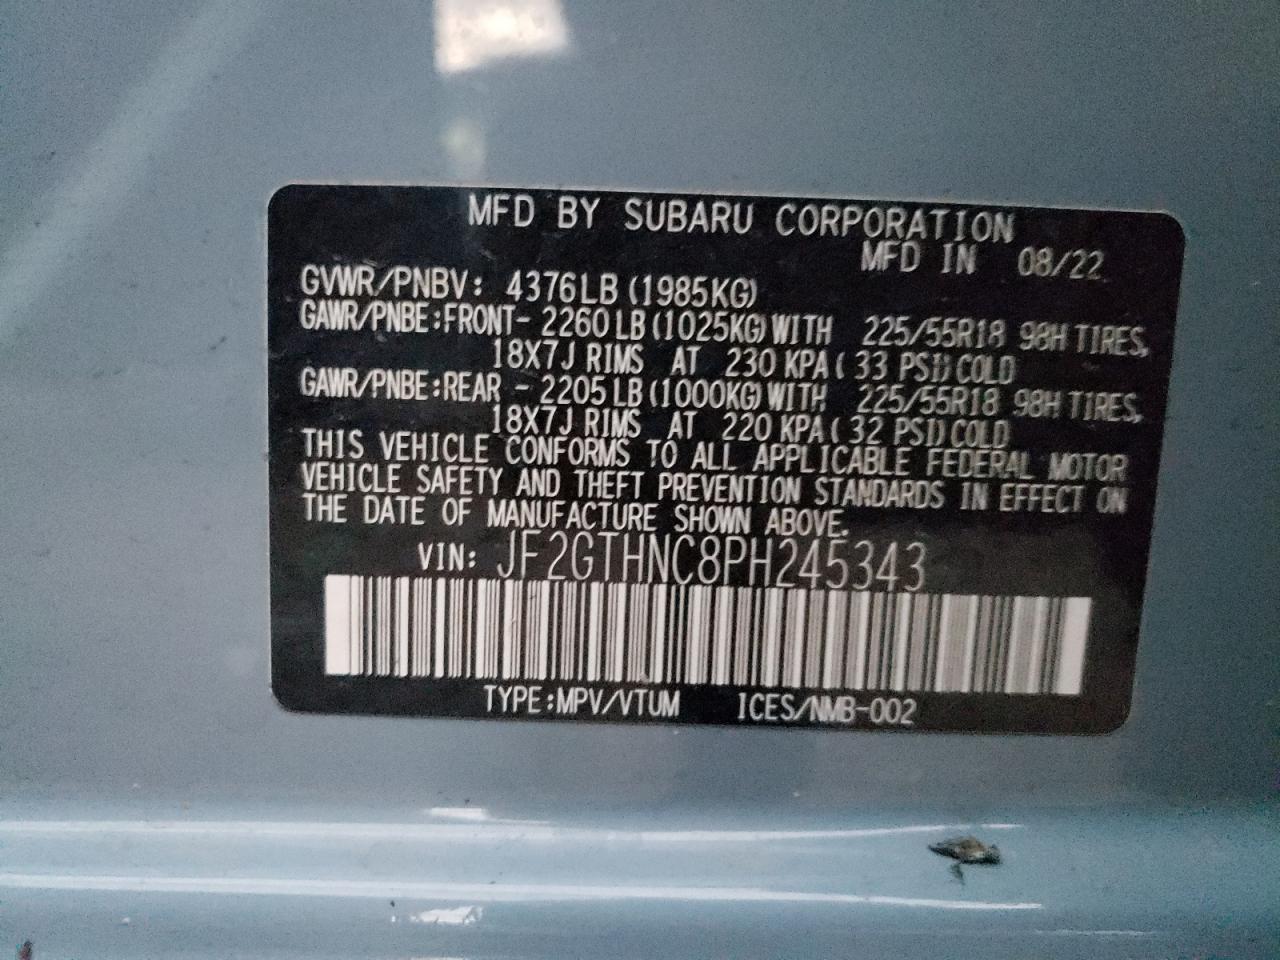 MFD BY SUBARU CORPORATION
MFD IN 08/22
GVWR/PNBV: 4376LB (1985KG)
GAWR/PNBE:FRONT- 2260 LB (1025KG) WITH 225/55R18 98H TIRES,
18X7J RIMS AT 230 KPA ( 33 PSI) COLD
GAWR/PNBE:REAR - 2205 LB (1000KG) WITH 225/55R18 98H TIRES,
18X7J RIMS AT 220 KPA ( 32 PSI) COLD
THIS VEHICLE CONFORMS TO ALL APPLICABLE FEDERAL MOTOR
VEHICLE SAFETY AND THEFT PREVENTION STANDARDS IN EFFECT ON
THE DATE OF MANUFACTURE SHOWN ABOVE.
VIN: JF2GTHNC8PH245343
TYPE:MPV/VTUM ICES/NMB-002